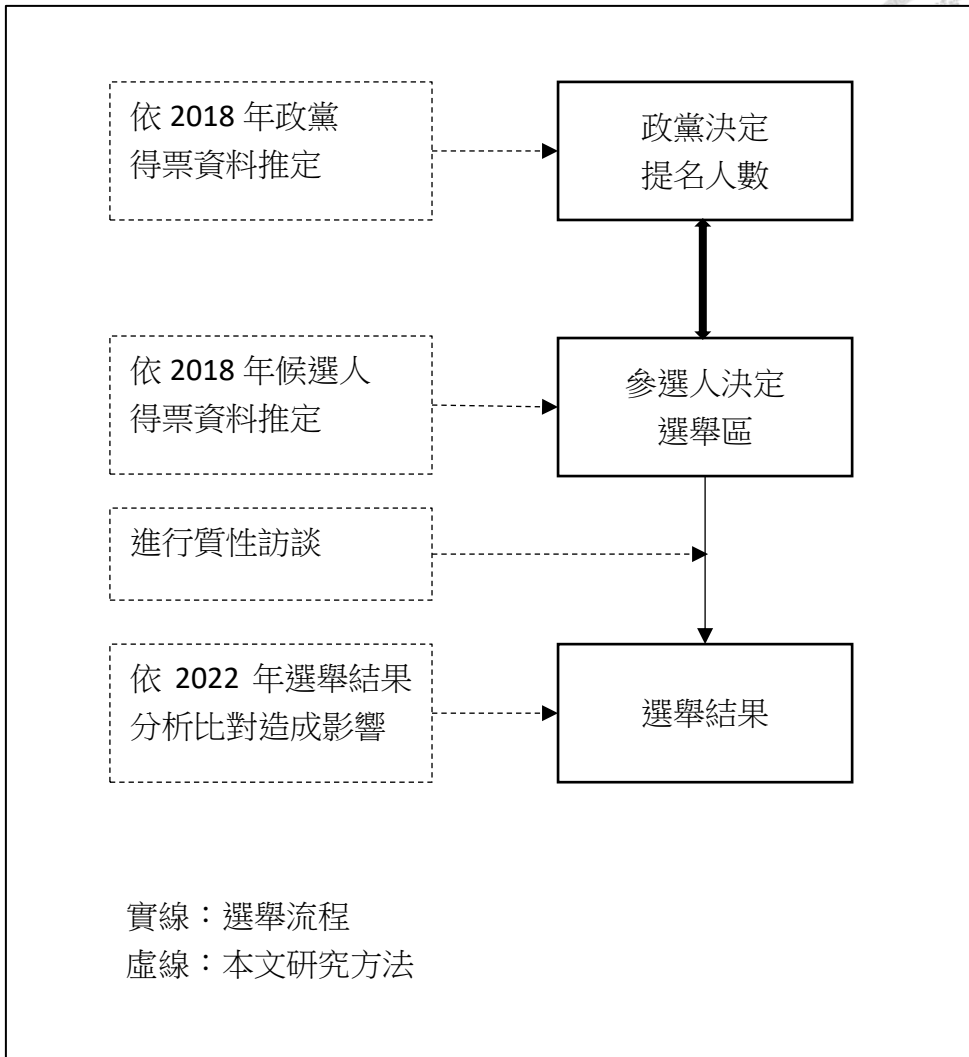 依 2018 年政黨
得票資料推定
政黨決定
提名人數
依 2018 年候選人
得票資料推定
參選人決定
選舉區
進行質性訪談
依 2022 年選舉結果
分析比對造成影響
選舉結果
實線：選舉流程
虛線：本文研究方法